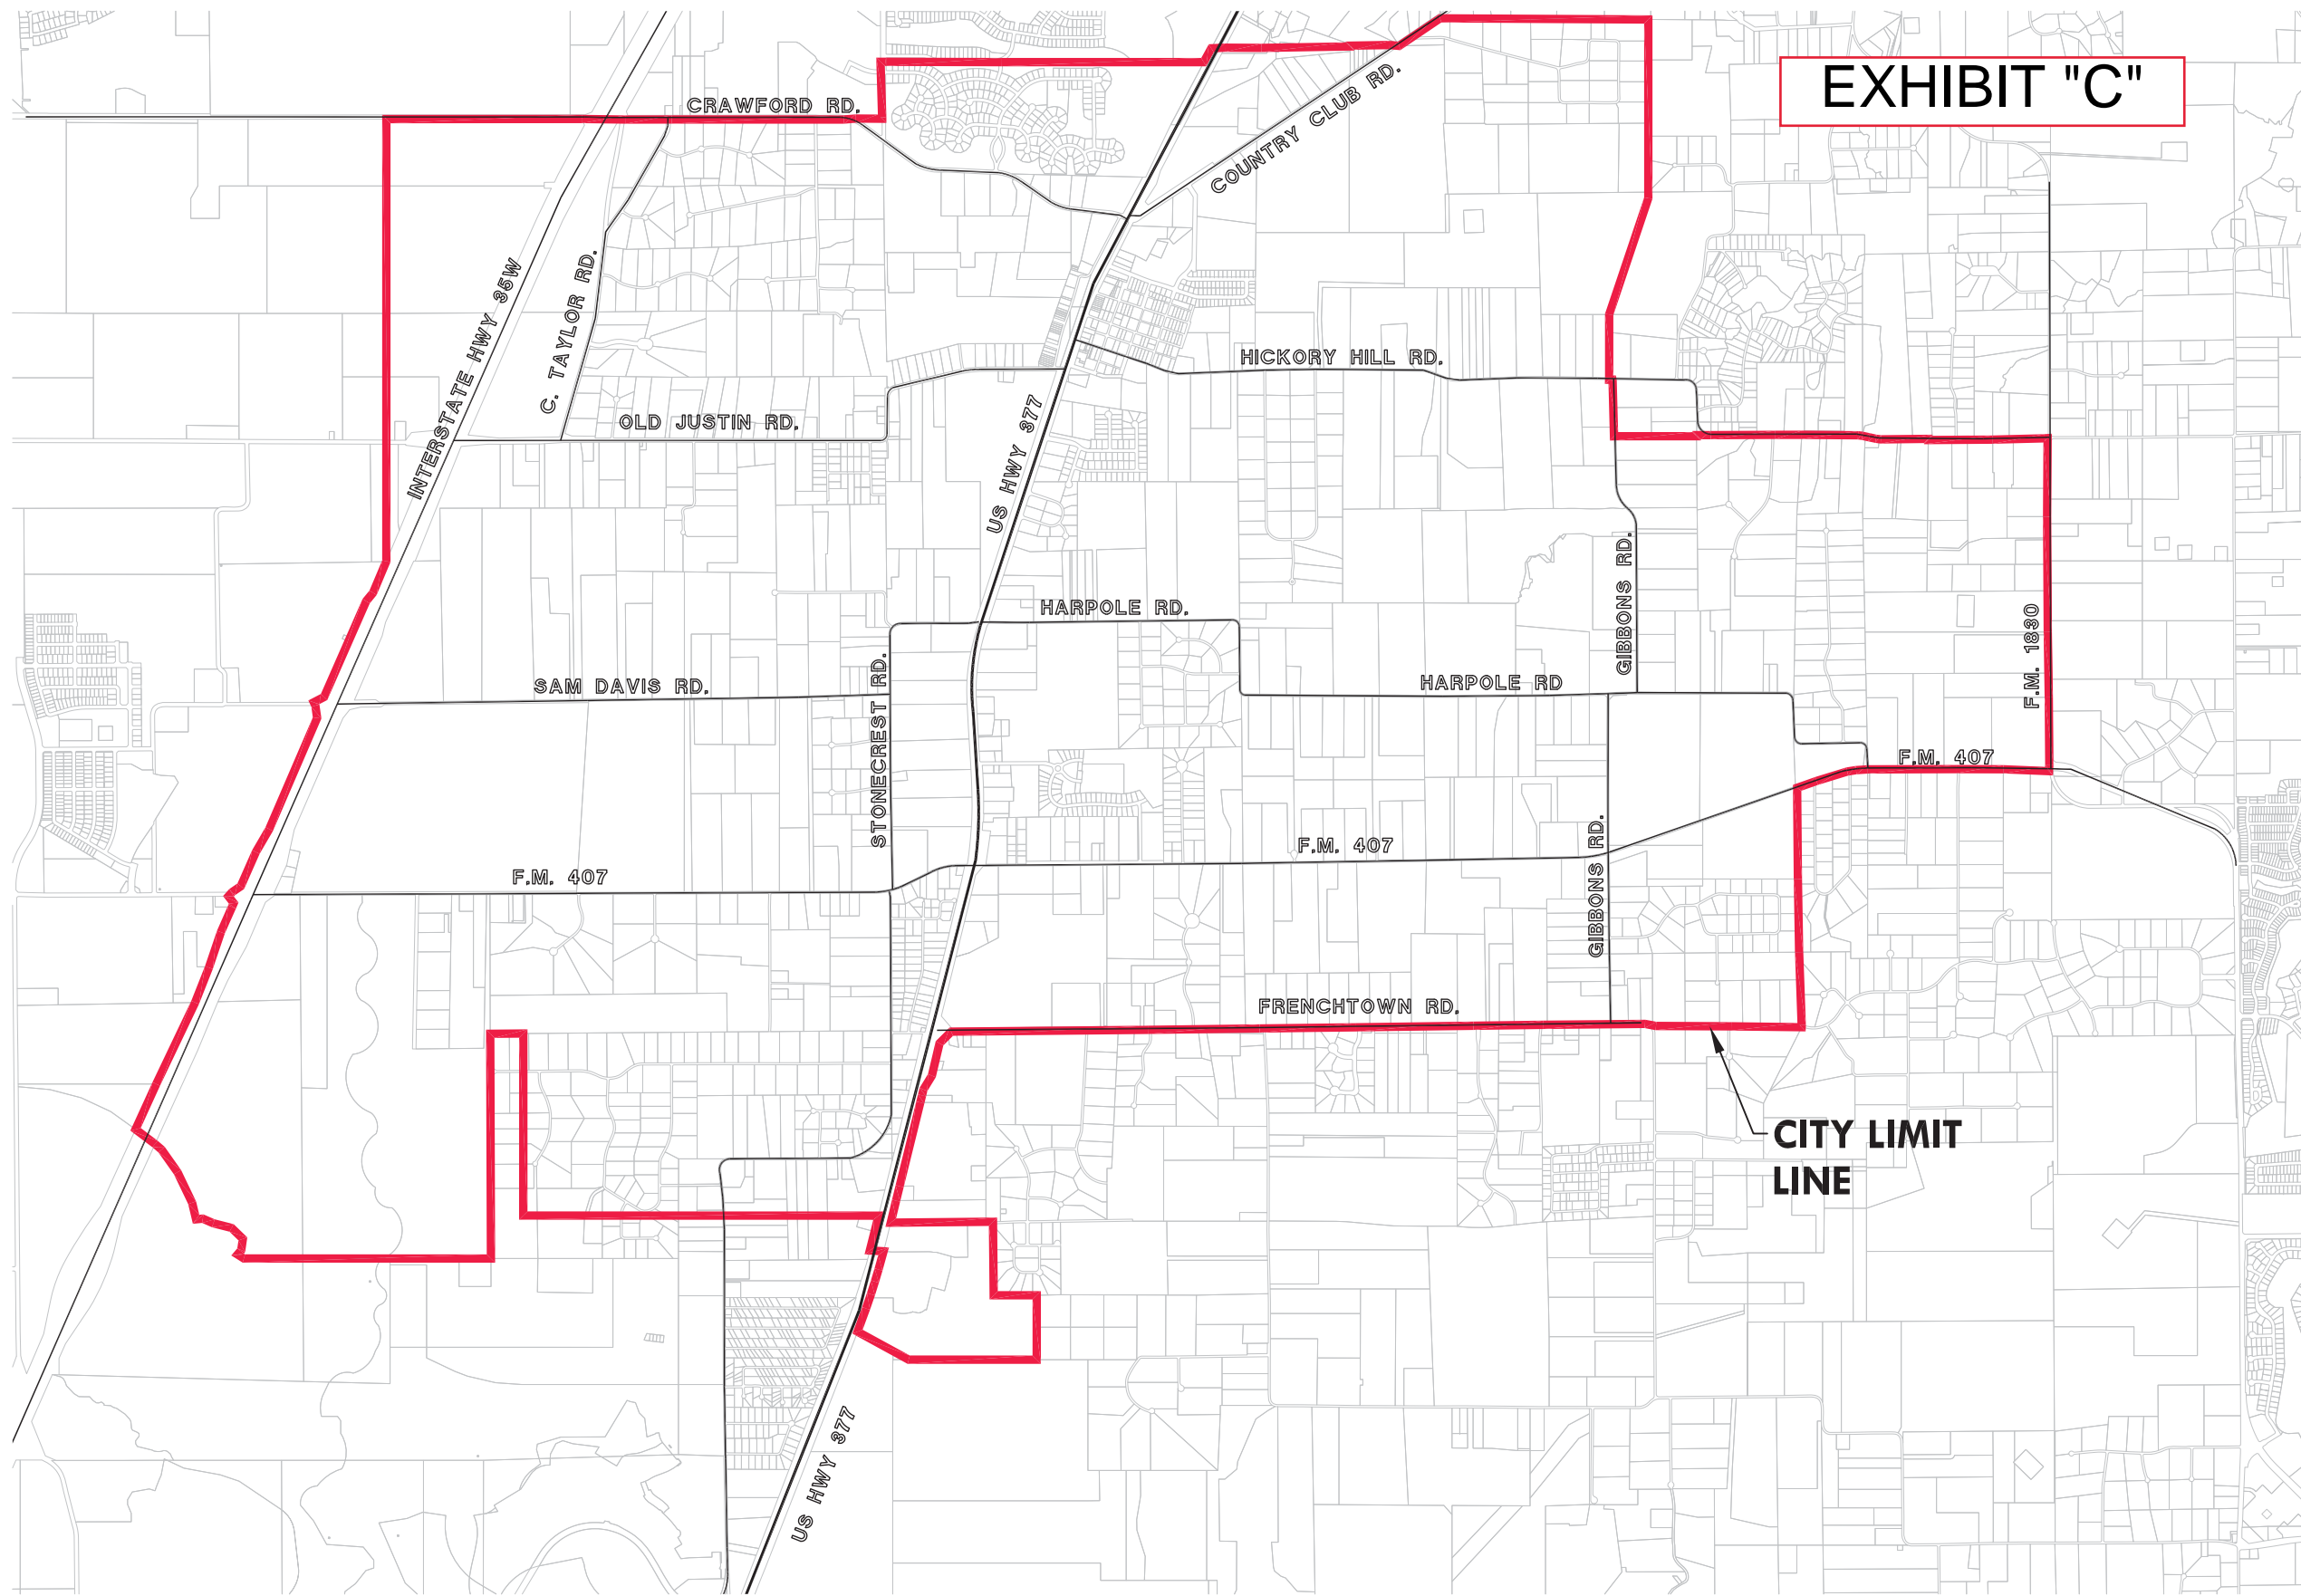 EXHIBIT "C"
CRAWFORD RD.
COUNTRY CLUB RD.
INTERSTATE HWY 35W
C. TAYLOR RD.
HICKORY HILL RD.
OLD JUSTIN RD.
US HWY 377
GIBBONS RD.
HARPOLE RD.
F.M. 1830
SAM DAVIS RD.
STONECREST RD.
HARPOLE RD
F.M. 407
F.M. 407
F.M. 407
GIBBONS RD.
FRENCHTOWN RD.
CITY LIMIT
LINE
US HWY 377